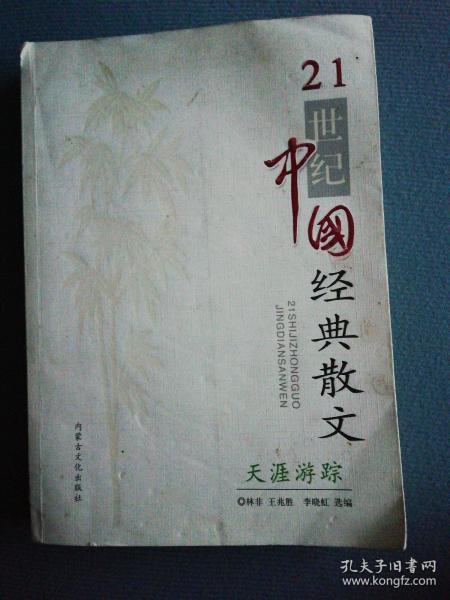 21
世纪
中國
经典散文
21SHIJIZHONGGUO
JINGDIANSANWEN
天涯游踪
◎林非 王兆胜 李晓虹 选编
内蒙古文化出版社
孔夫子旧书网
www.kongfz.com